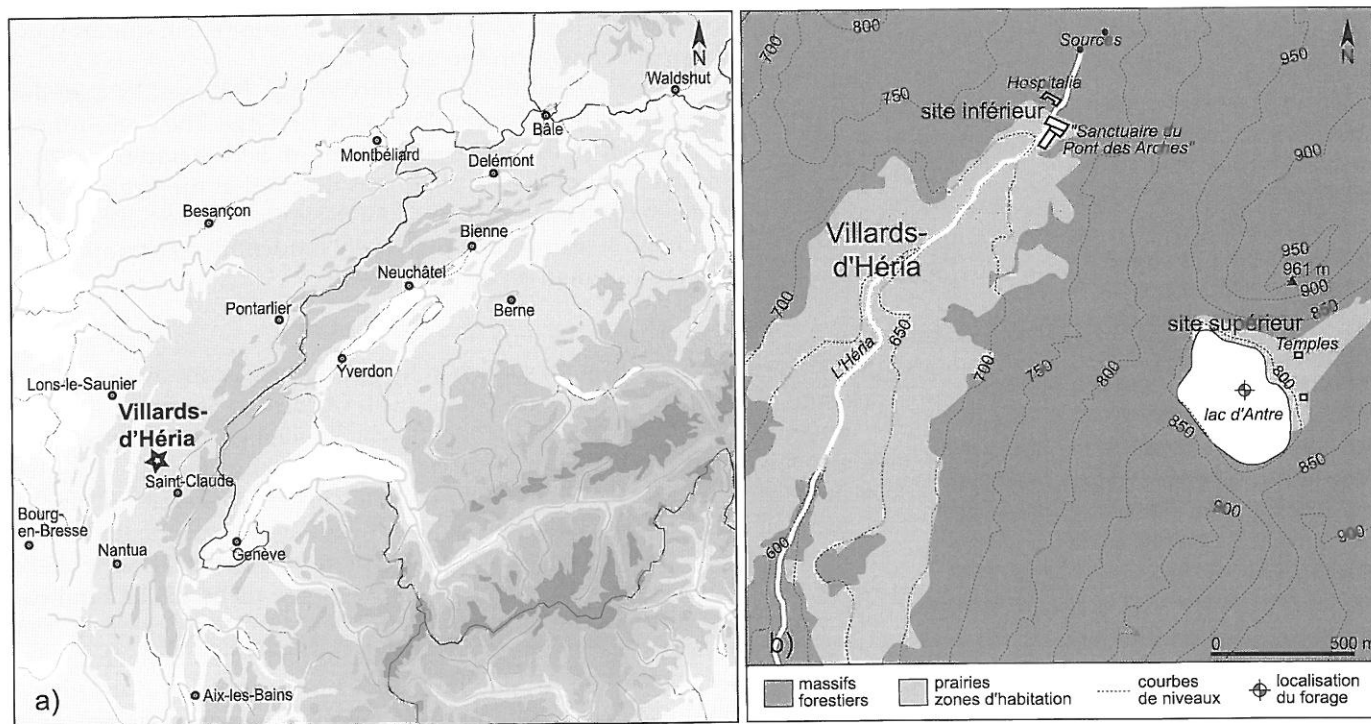 N
Waldshut
Bâle
Montbéliard
Delémont
Besançon
Bienne
Neuchâtel
Pontarlier
Berne
Yverdon
Lons-le-Saunier
Villards-
d'Héria
Saint-Claude
Bourg-
en-Bresse
Nantua
Genève
Aix-les-Bains
a)
N
700
800
950
Sources
750
Hospitalia
site inférieur
"Sanctuaire du
Pont des Arches"
900
Villards-
d'Héria
950
961 m
900
700
850
site supérieur
Temples
L'Héria
650
800
700
750
800
lac d'Antre
850
850
800
900
600
b)
0 500 m
massifs
forestiers
prairies
zones d'habitation
courbes
de niveaux
localisation
du forage